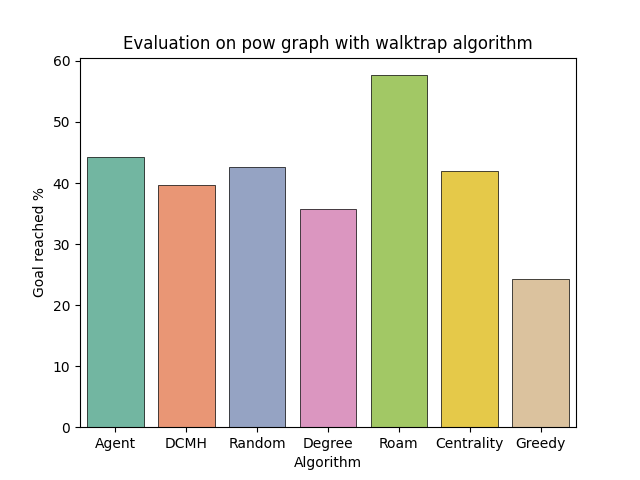 Evaluation on pow graph with walktrap algorithm
Goal reached %
60
50
40
30
20
10
0
Agent DCMH Random Degree Roam Centrality Greedy
Algorithm